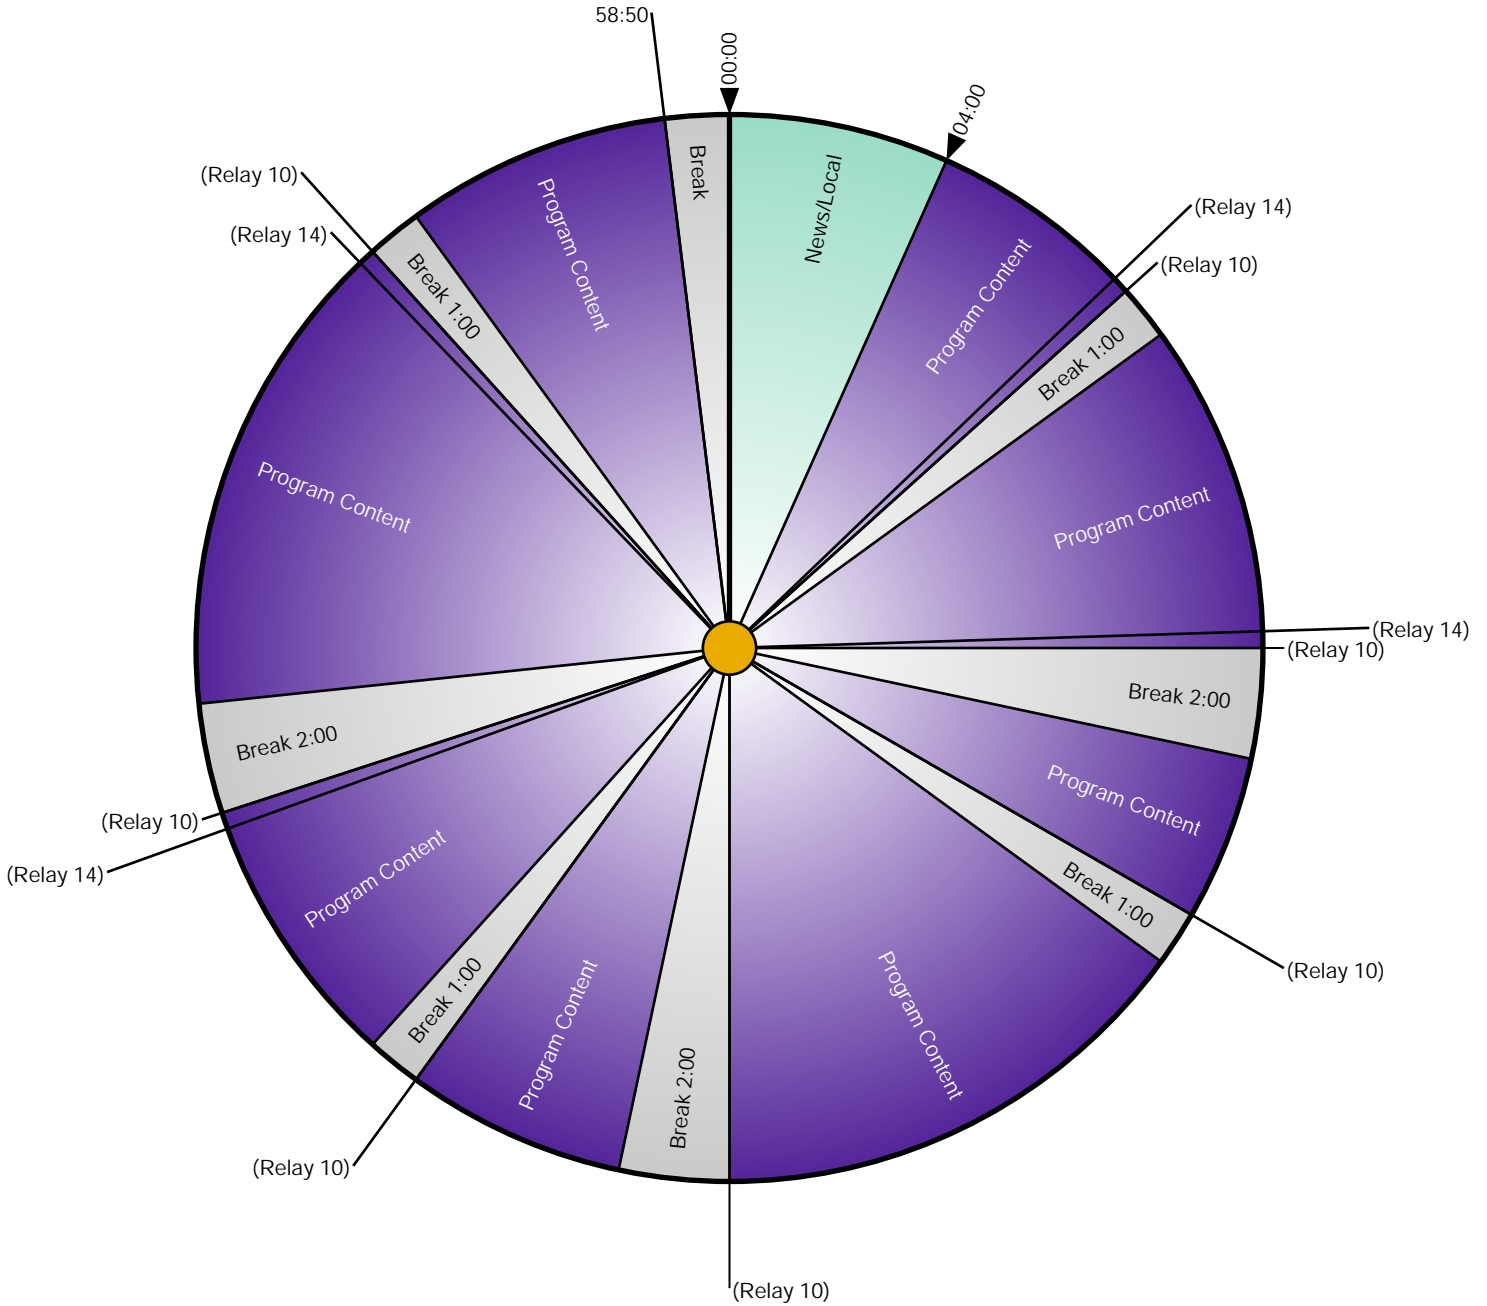 58:50
00:00
04:00
Break
News/Local
Program Content
(Relay 14)
(Relay 10)
Break 1:00
Program Content
(Relay 14)
(Relay 10)
Break 2:00
Program Content
(Relay 10)
Break 1:00
Program Content
(Relay 10)
Break 2:00
Program Content
(Relay 10)
Break 1:00
Program Content
(Relay 14)
(Relay 10)
Break 2:00
Program Content
(Relay 14)
(Relay 10)
Break 1:00
Program Content